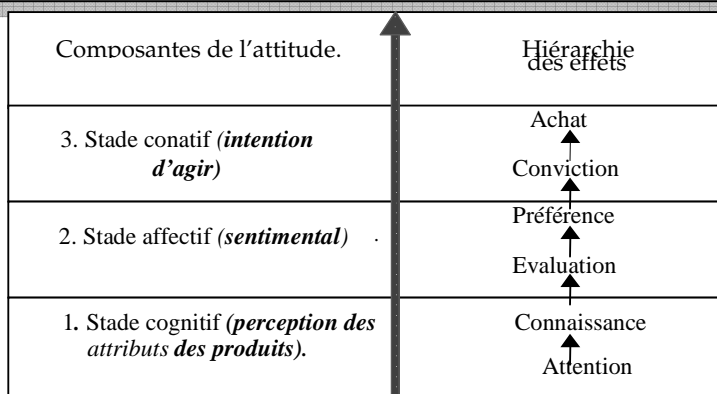 Composantes de l’attitude.
Hiérarchie
des effets
3. Stade conatif (intention
d’agir)
Achat
Conviction
2. Stade affectif (sentimental)
Préférence
Evaluation
1. Stade cognitif (perception des
attributs des produits).
Connaissance
Attention